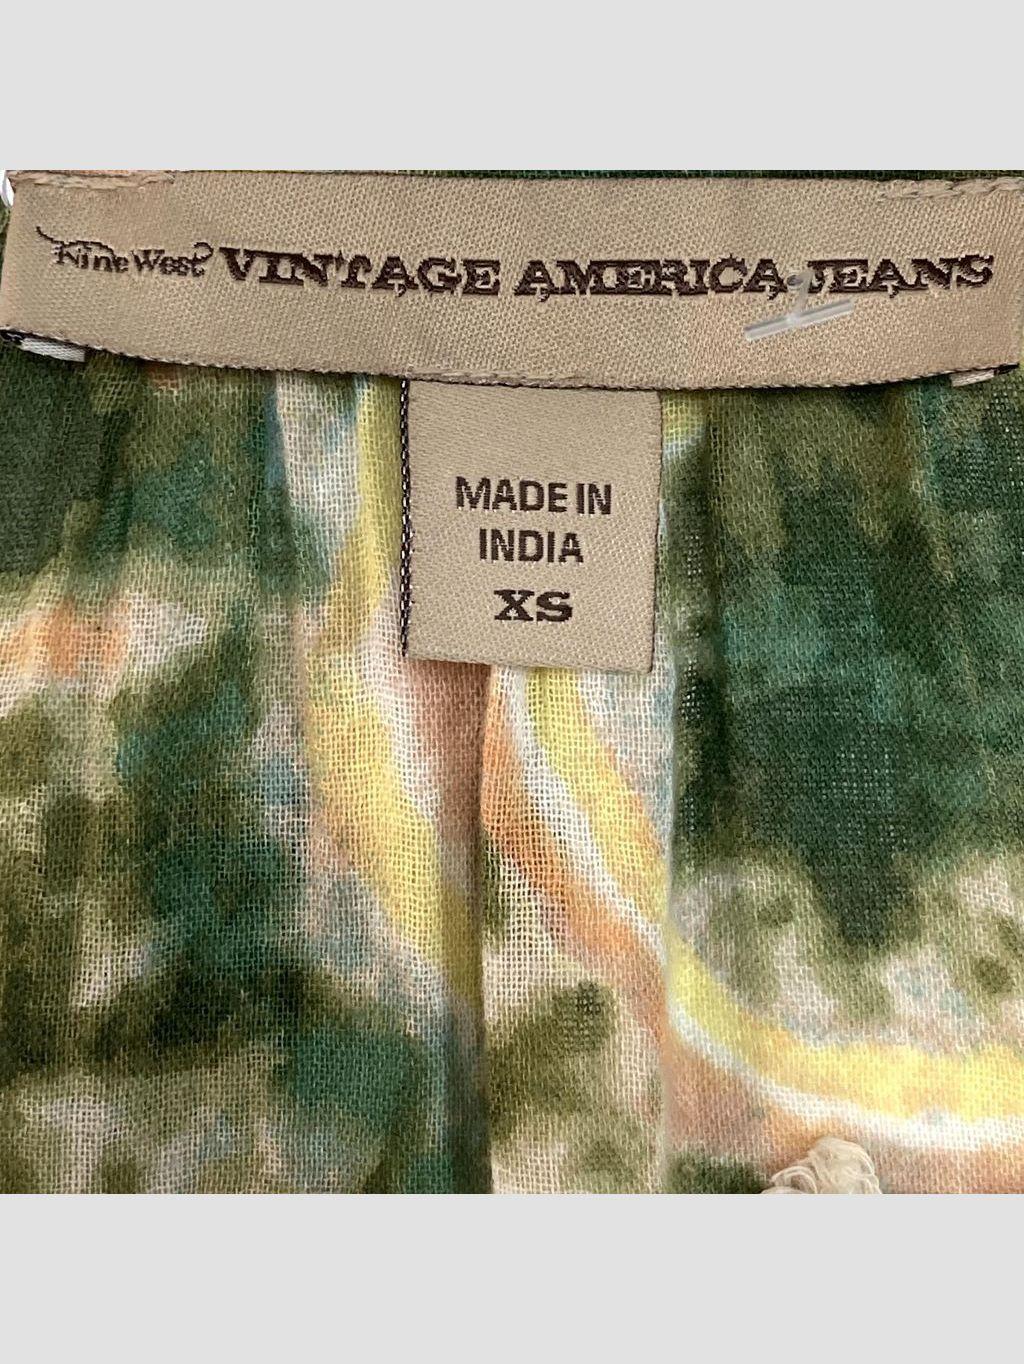 Nine West VINTAGE AMERICA JEANS
MADE IN
INDIA
XS